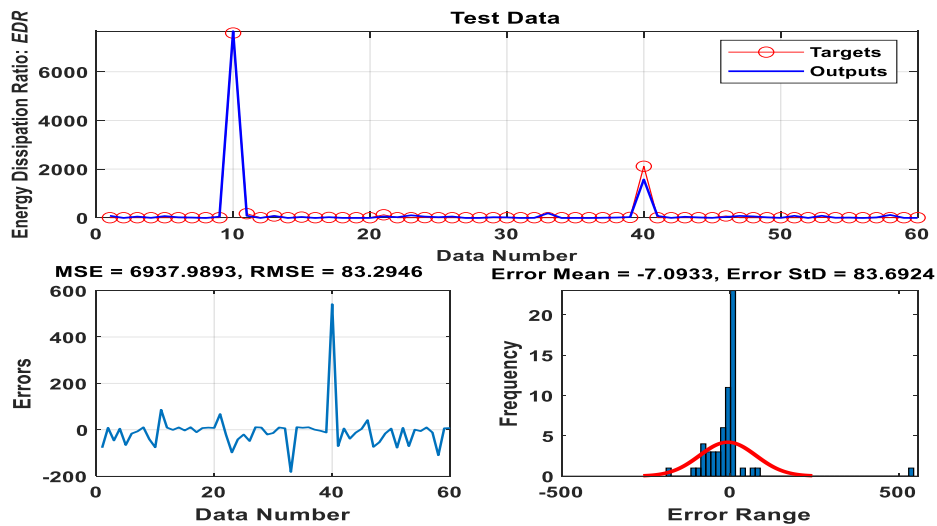 Test Data
Energy Dissipation Ratio: EDR
6000
4000
2000
0
Targets
Outputs
0 10 20 30 40 50 60
Data Number
MSE = 6937.9893, RMSE = 83.2946
Errors
600
400
200
0
-200
0 20 40 60
Data Number
Error Mean = -7.0933, Error StD = 83.6924
Frequency
20
15
10
5
0
-500 0 500
Error Range